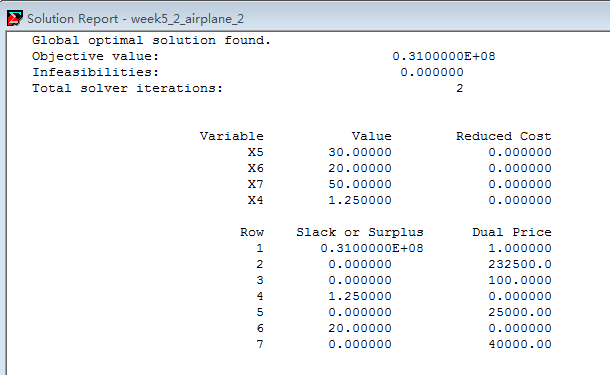 Solution Report - week5_2_airplane_2
Global optimal solution found.
Objective value: 0.3100000E+08
Infeasibilities: 0.000000
Total solver iterations: 2
Variable Value Reduced Cost
X5 30.00000 0.000000
X6 20.00000 0.000000
X7 50.00000 0.000000
X4 1.250000 0.000000
Row Slack or Surplus Dual Price
1 0.3100000E+08 1.000000
2 0.000000 232500.0
3 0.000000 100.0000
4 1.250000 0.000000
5 0.000000 25000.00
6 20.00000 0.000000
7 0.000000 40000.00